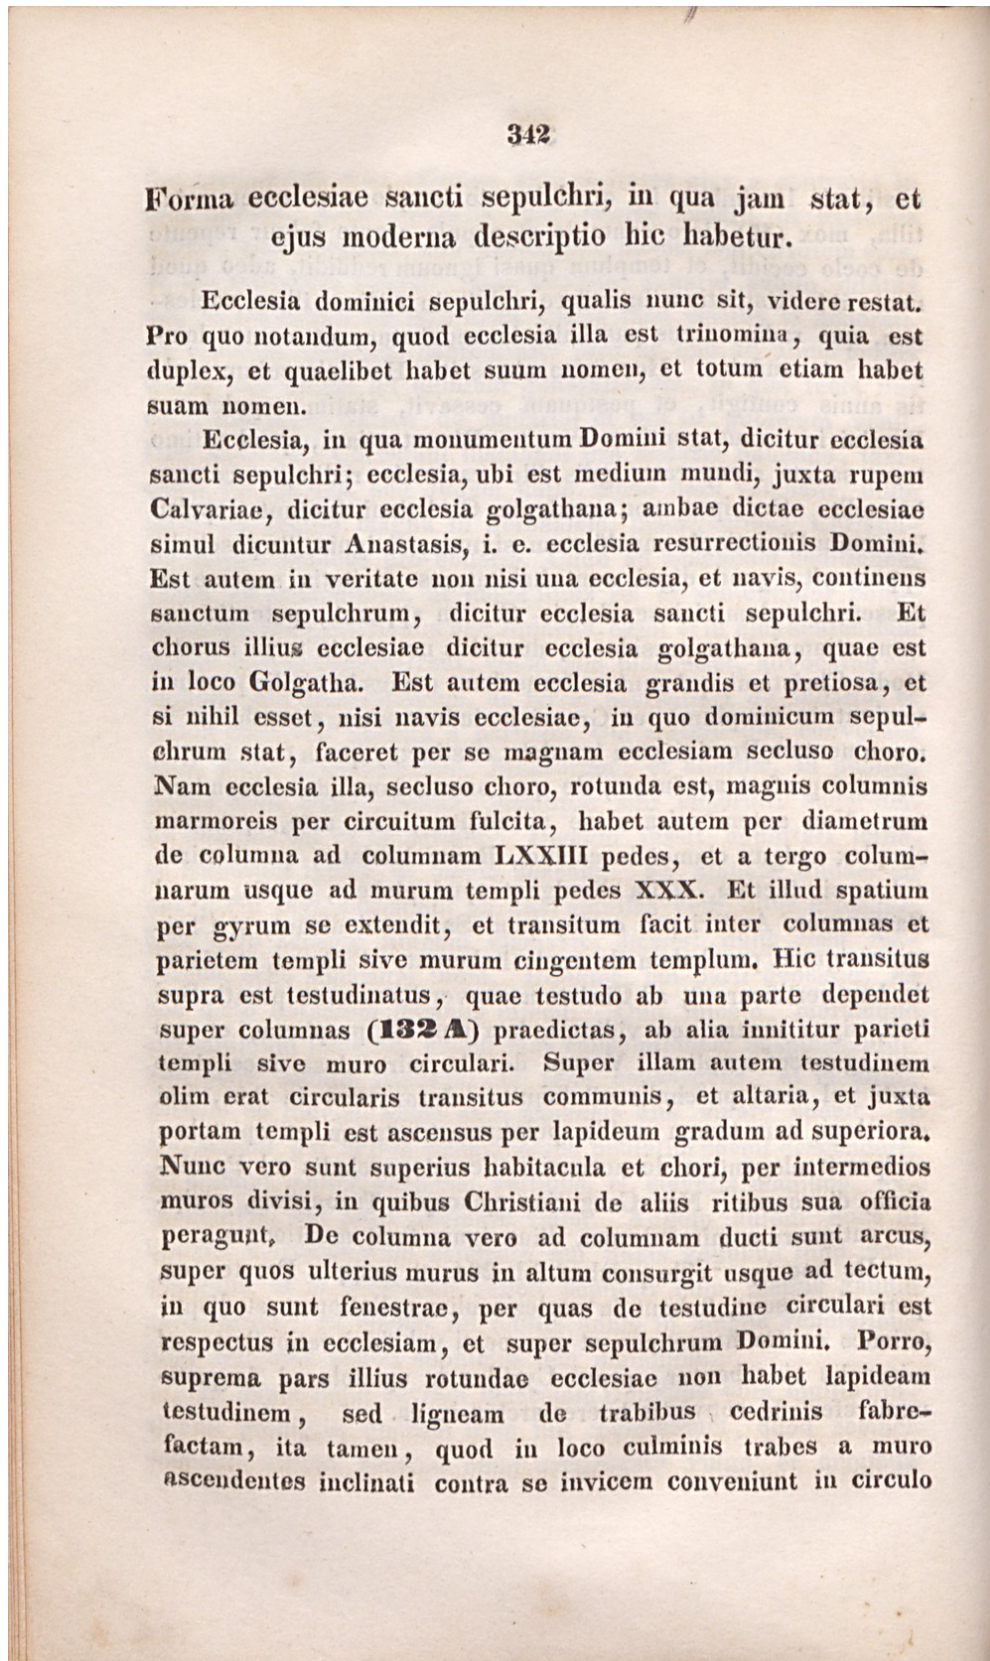 342
Forma ecclesiae sancti sepulchri, in qua jam stat, et
ejus moderna descriptio hic habetur.
Ecclesia dominici sepulchri, qualis nunc sit, videre restat.
Pro quo notandum, quod ecclesia illa est trinomina, quia est
duplex, et quaelibet habet suum nomen, et totum etiam habet
suam nomen.
Ecclesia, in qua monumentum Domini stat, dicitur ecclesia
sancti sepulchri; ecclesia, ubi est medium mundi, juxta rupem
Calvariae, dicitur ecclesia golgathana; ambae dictae ecclesiae
simul dicuntur Anastasis, i. e. ecclesia resurrectionis Domini.
Est autem in veritate non nisi una ecclesia, et navis, continens
sanctum sepulchrum, dicitur ecclesia sancti sepulchri. Et
chorus illius ecclesiae dicitur ecclesia golgathana, quae est
in loco Golgatha. Est autem ecclesia grandis et pretiosa, et
si nihil esset, nisi navis ecclesiae, in quo dominicum sepul-
chrum stat, faceret per se magnam ecclesiam secluso choro.
Nam ecclesia illa, secluso choro, rotunda est, magnis columnis
marmoreis per circuitum fulcita, habet autem per diametrum
de columna ad columnam LXXIII pedes, et a tergo colum-
narum usque ad murum templi pedes XXX. Et illud spatium
per gyrum se extendit, et transitum facit inter columnas et
parietem templi sive murum cingentem templum. Hic transitus
supra est testudinatus, quae testudo ab una parte dependet
super columnas (132 A) praedictas, ab alia innititur parieti
templi sive muro circulari. Super illam autem testudinem
olim erat circularis transitus communis, et altaria, et juxta
portam templi est ascensus per lapideum gradum ad superiora.
Nunc vero sunt superius habitacula et chori, per intermedios
muros divisi, in quibus Christiani de aliis ritibus sua officia
peragunt. De columna vero ad columnam ducti sunt arcus,
super quos ulterius murus in altum consurgit usque ad tectum,
in quo sunt fenestrae, per quas de testudine circulari est
respectus in ecclesiam, et super sepulchrum Domini. Porro,
suprema pars illius rotundae ecclesiae non habet lapideam
testudinem, sed ligneam de trabibus cedrinis fabre-
factam, ita tamen, quod in loco culminis trabes a muro
ascendentes inclinati contra se invicem conveniunt in circulo